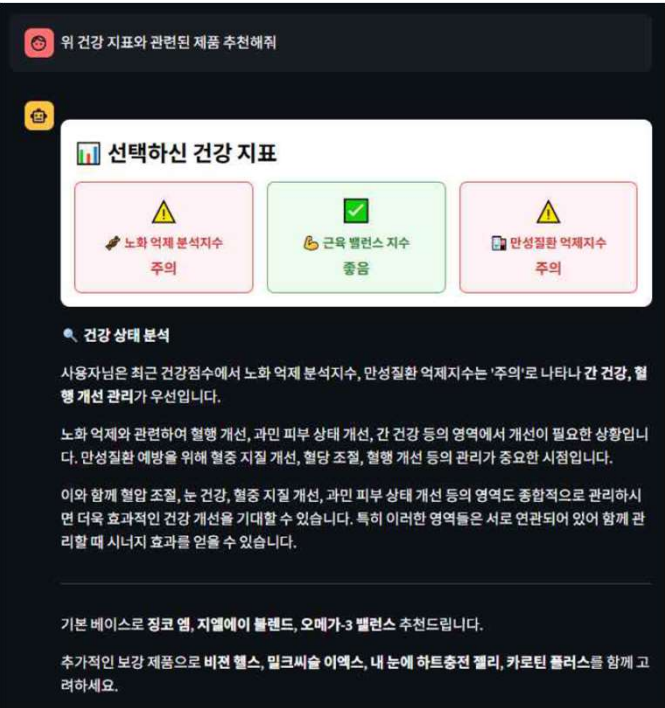 위 건강 지표와 관련된 제품 추천해줘
선택하신 건강 지표
노화 억제 분석지수
주의
근육 밸런스 지수
좋음
만성질환 억제지수
주의
건강 상태 분석
사용자님은 최근 건강점수에서 노화 억제 분석지수, 만성질환 억제지수는 '주의'로 나타나 간 건강, 혈
행 개선 관리가 우선입니다.
노화 억제와 관련하여 혈행 개선, 과민 피부 상태 개선, 간 건강 등의 영역에서 개선이 필요한 상황입니
다. 만성질환 예방을 위해 혈중 지질 개선, 혈당 조절, 혈행 개선 등의 관리가 중요한 시점입니다.
이와 함께 혈압 조절, 눈 건강, 혈중 지질 개선, 과민 피부 상태 개선 등의 영역도 종합적으로 관리하시
면 더욱 효과적인 건강 개선을 기대할 수 있습니다. 특히 이러한 영역들은 서로 연관되어 있어 함께 관
리할 때 시너지 효과를 얻을 수 있습니다.
기본 베이스로 징코 엠, 지엘에이 블렌드, 오메가-3 밸런스 추천드립니다.
추가적인 보강 제품으로 비젼 헬스, 밀크씨슬 이엑스, 내 눈에 하트충전 젤리, 카로틴 플러스를 함께 고
려하세요.